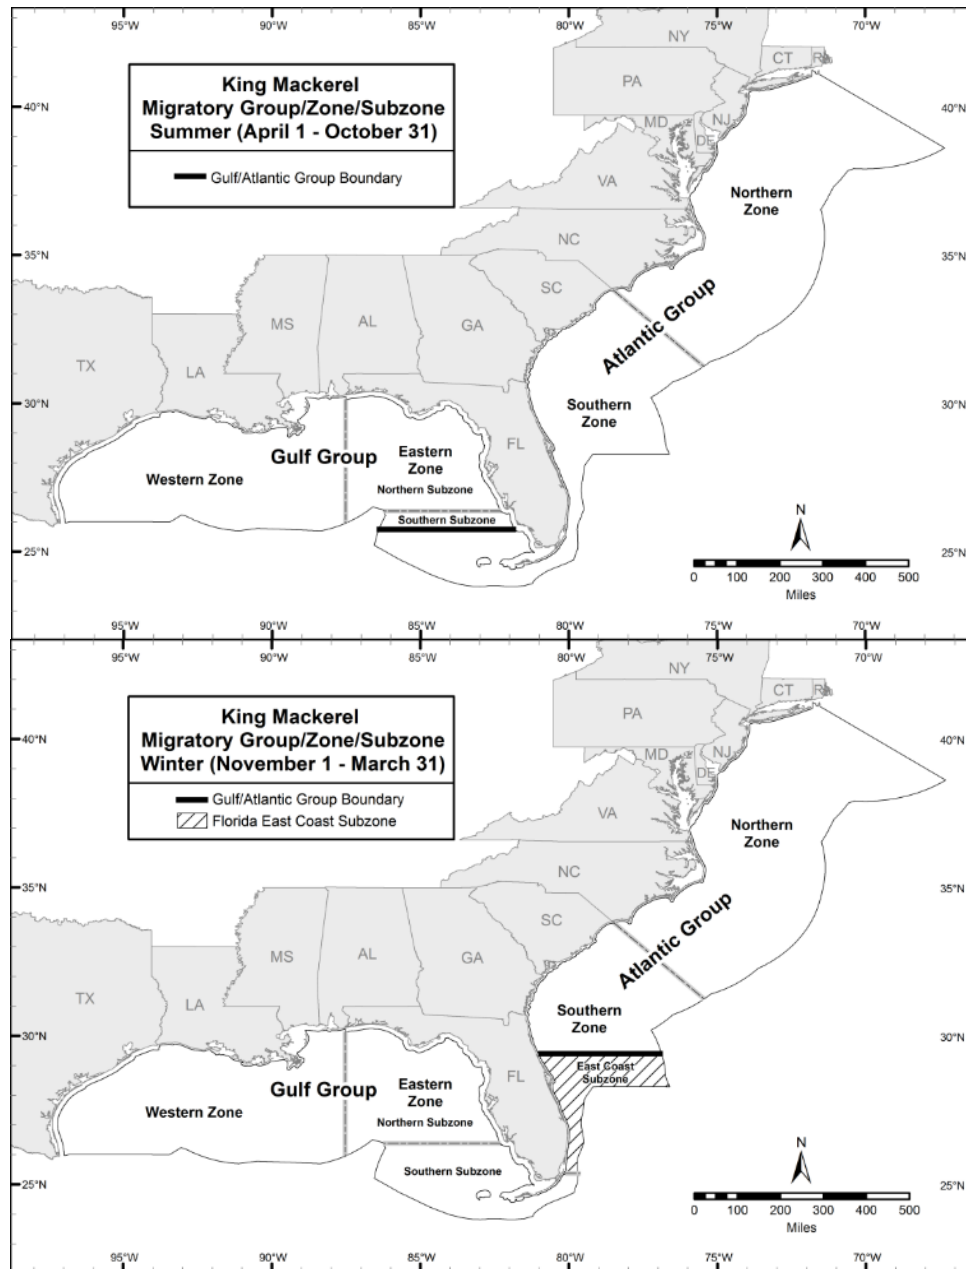 95°W 90°W 85°W 80°W 75°W 70°W
King Mackerel
Migratory Group/Zone/Subzone
Summer (April 1 - October 31)
Gulf/Atlantic Group Boundary
NY
CT
RI
PA
40°N
40°N
MD
NJ
DE
VA
Northern
Zone
NC
35°N
35°N
SC
Atlantic Group
MS
AL
GA
TX
LA
30°N
30°N
Southern
Zone
FL
Gulf Group
Eastern
Zone
Western Zone
Northern Subzone
Southern Subzone
N
25°N
25°N
0 100 200 300 400 500
Miles
95°W 90°W 85°W 80°W 75°W 70°W
King Mackerel
Migratory Group/Zone/Subzone
Winter (November 1 - March 31)
Gulf/Atlantic Group Boundary
Florida East Coast Subzone
NY
CT
RI
PA
40°N
40°N
MD
NJ
DE
VA
Northern
Zone
NC
35°N
35°N
SC
Atlantic Group
MS
AL
GA
TX
LA
Southern
Zone
30°N
30°N
East Coast
Subzone
FL
Gulf Group
Eastern
Zone
Western Zone
Northern Subzone
Southern Subzone
N
25°N
25°N
0 100 200 300 400 500
Miles
95°W 90°W 85°W 80°W 75°W 70°W